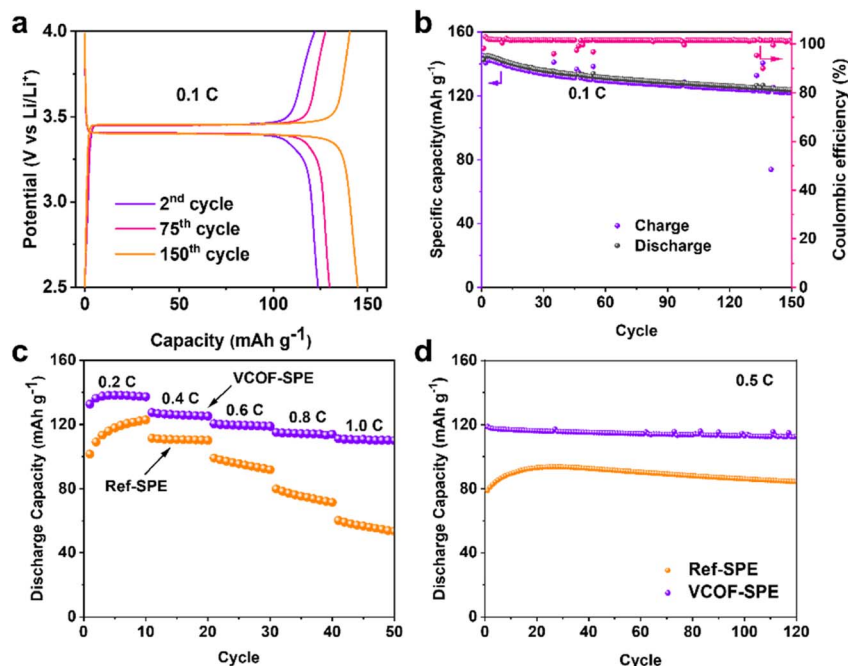 a
4.0
3.5
3.0
2.5
Potential (V vs Li/Li⁺)
0.1 C
2nd cycle
75th cycle
150th cycle
0 50 100 150
Capacity (mAh g-1)
b
160
120
80
40
0
Specific capacity(mAh g-1)
0.1 C
Charge
Discharge
100
80
60
40
20
0
Coulombic efficiency (%)
0 30 60 90 120 150
Cycle
c
160
120
80
40
0
Discharge Capacity (mAh g-1)
0.2 C
VCOF-SPE
0.4 C
0.6 C
0.8 C
1.0 C
Ref-SPE
0 10 20 30 40 50
Cycle
d
160
120
80
40
0
Discharge Capacity (mAh g-1)
0.5 C
Ref-SPE
VCOF-SPE
0 20 40 60 80 100 120
Cycle